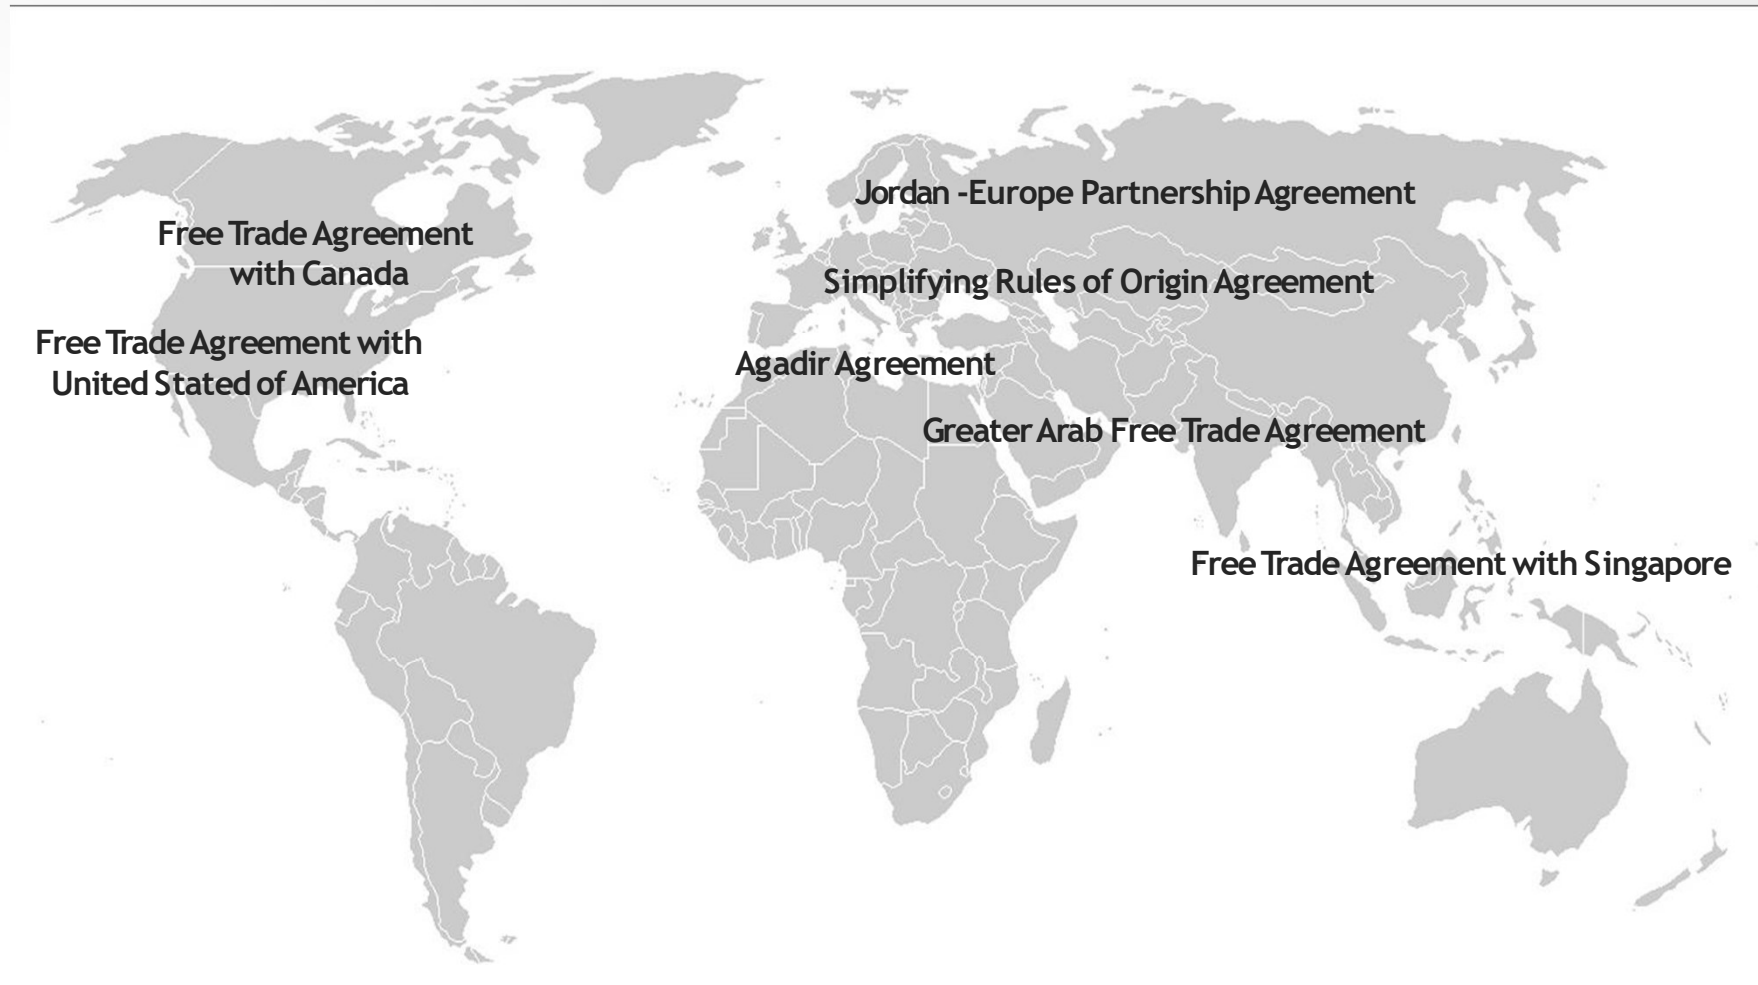 Jordan -Europe Partnership Agreement
Free Trade Agreement
with Canada
Simplifying Rules of Origin Agreement
Free Trade Agreement with
United Stated of America
Agadir Agreement
Greater Arab Free Trade Agreement
Free Trade Agreement with Singapore